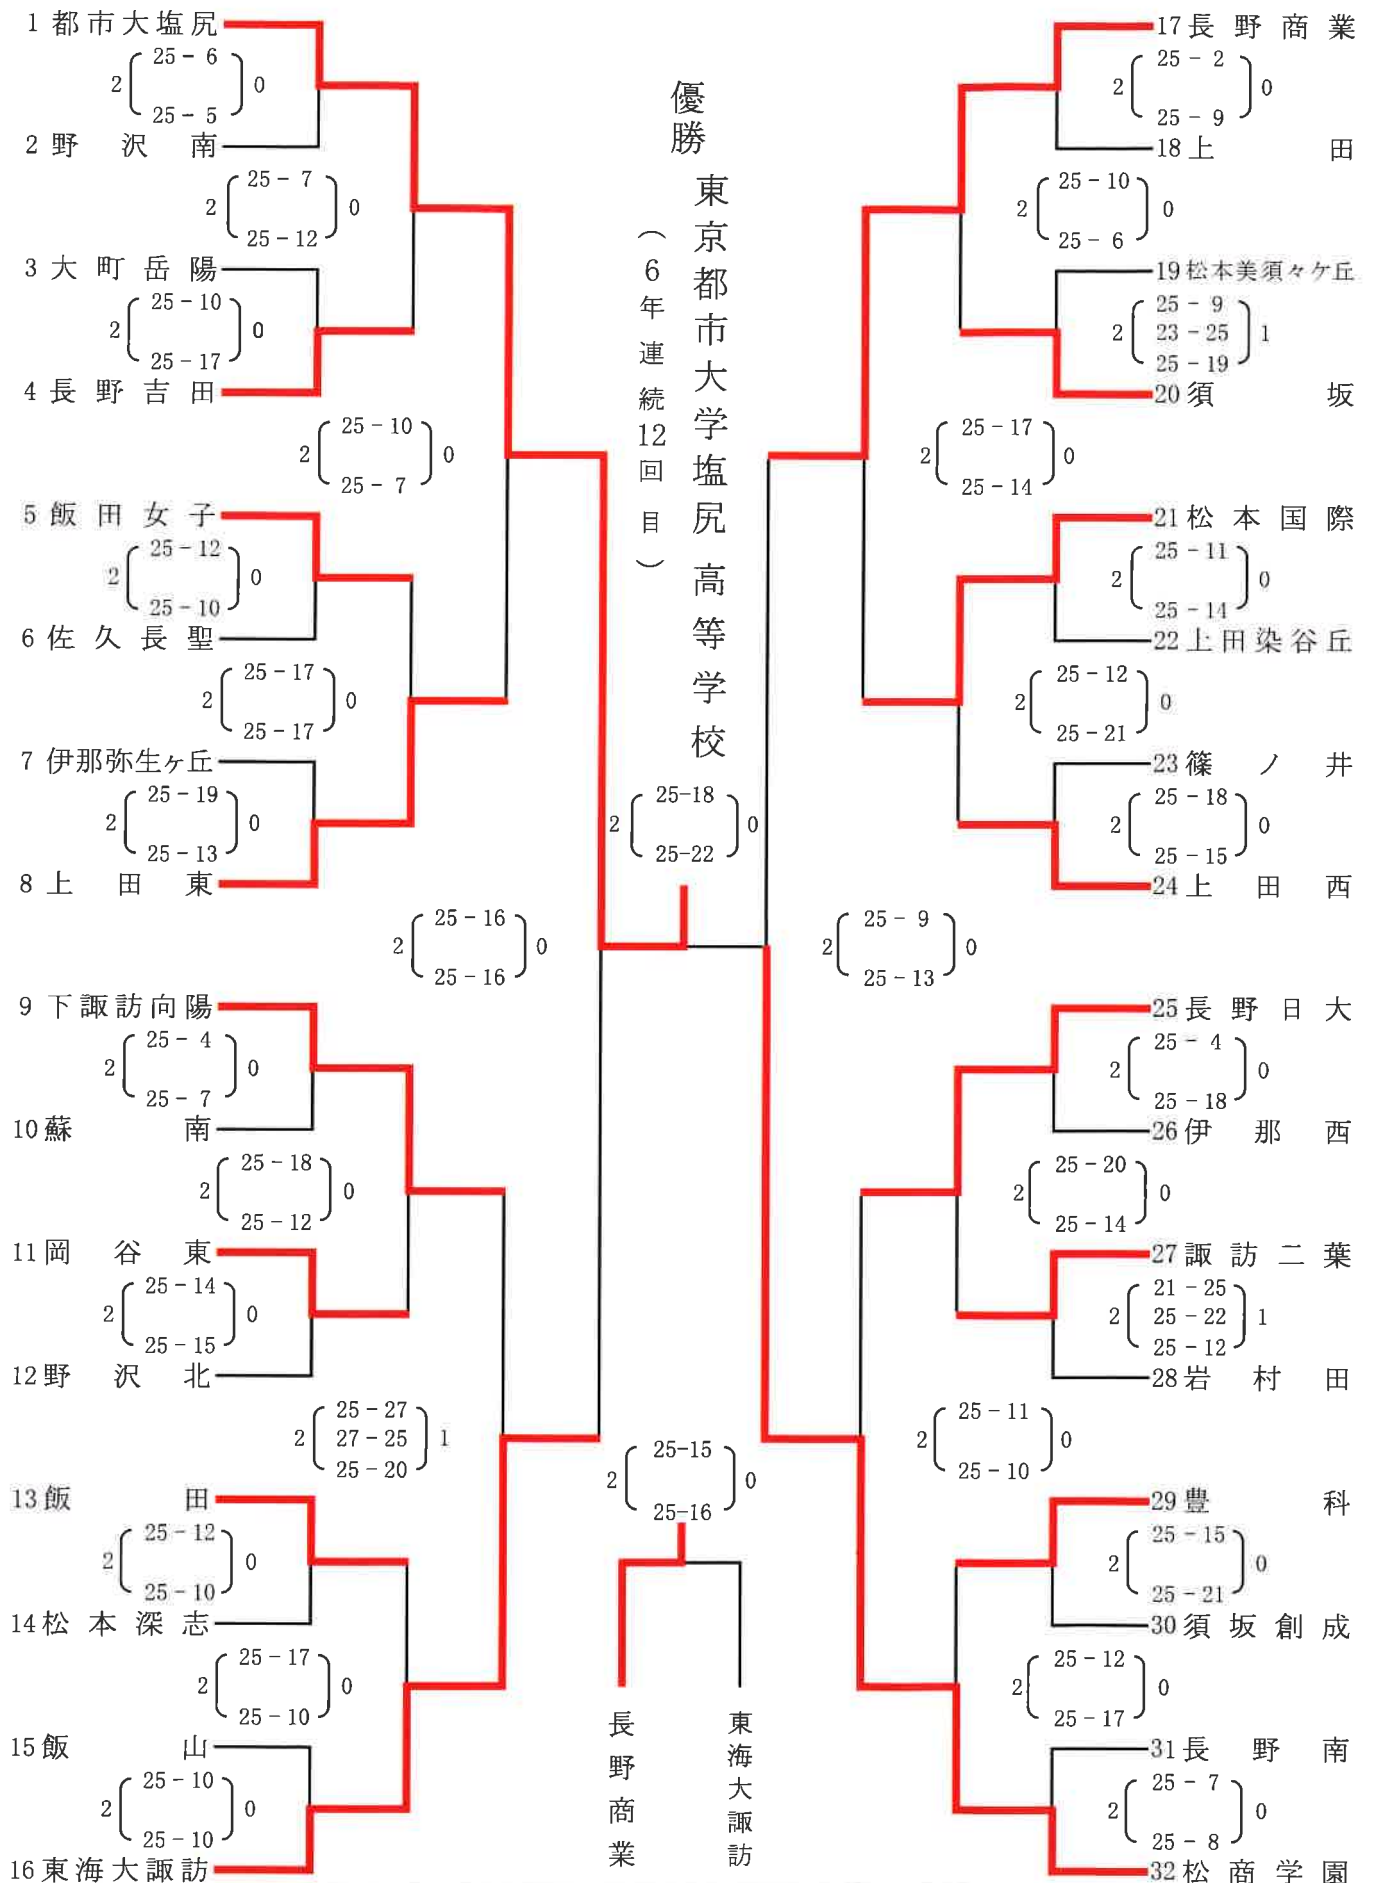 1 都市大塩尻
25 - 6
2 0
25 - 5
2 野沢南
25 - 7
2 0
25 - 12
3 大町岳陽
25 - 10
2 0
25 - 17
4 長野吉田
25 - 10
2 0
25 - 7
5 飯田女子
25 - 12
2 0
25 - 10
6 佐久長聖
25 - 17
2 0
25 - 17
7 伊那弥生ヶ丘
25 - 19
2 0
25 - 13
8 上田東
25 - 16
2 0
25 - 16
9 下諏訪向陽
25 - 4
2 0
25 - 7
10 蘇南
25 - 18
2 0
25 - 12
11 岡谷東
25 - 14
2 0
25 - 15
12 野沢北
25 - 27
2 27 - 25 1
25 - 20
13 飯田
25 - 12
2 0
25 - 10
14 松本深志
25 - 17
2 0
25 - 10
15 飯山
25 - 10
2 0
25 - 10
16 東海大諏訪
優勝
東京都市大学塩尻高等学校
(6年連続12回目)
25-18
2 0
25-22
25-15
2 0
25-16
長野商業
東海大諏訪
17 長野商業
25 - 2
2 0
25 - 9
18 上田
25 - 10
2 0
25 - 6
19 松本美須々ケ丘
25 - 9
2 23 - 25 1
25 - 19
20 須坂
25 - 17
2 0
25 - 14
21 松本国際
25 - 11
2 0
25 - 14
22 上田染谷丘
25 - 12
2 0
25 - 21
23 篠ノ井
25 - 18
2 0
25 - 15
24 上田西
25 - 9
2 0
25 - 13
25 長野日大
25 - 4
2 0
25 - 18
26 伊那西
25 - 20
2 0
25 - 14
27 諏訪二葉
21 - 25
2 25 - 22 1
25 - 12
28 岩村田
25 - 11
2 0
25 - 10
29 豊科
25 - 15
2 0
25 - 21
30 須坂創成
25 - 12
2 0
25 - 17
31 長野南
25 - 7
2 0
25 - 8
32 松商学園